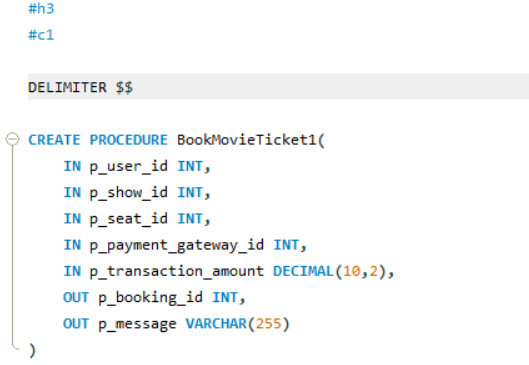 #h3
#c1
DELIMITER $$
CREATE PROCEDURE BookMovieTicket1(
IN p_user_id INT,
IN p_show_id INT,
IN p_seat_id INT,
IN p_payment_gateway_id INT,
IN p_transaction_amount DECIMAL(10,2),
OUT p_booking_id INT,
OUT p_message VARCHAR(255)
)